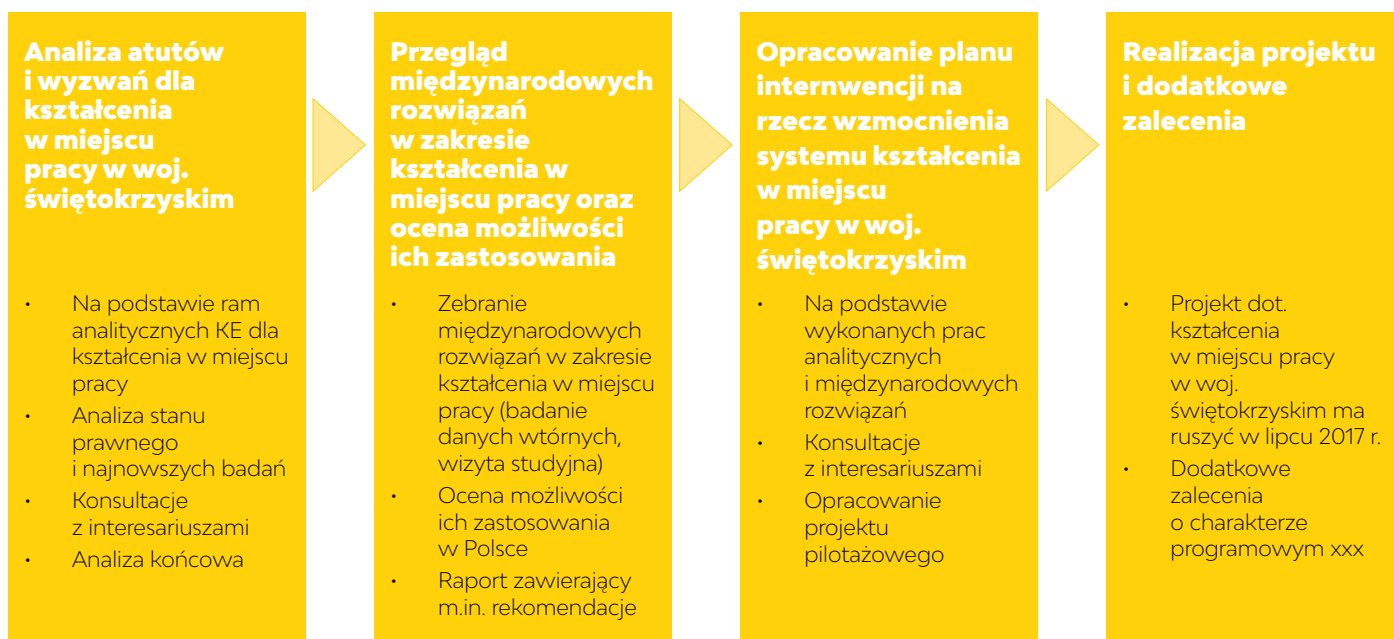 Analiza atutów
i wyzwań dla
kształcenia
w miejscu
pracy w woj.
świętokrzyskim
• Na podstawie ram
analitycznych KE dla
kształcenia w miejscu
pracy
• Analiza stanu
prawnego
i najnowszych badań
• Konsultacje
z interesariuszami
• Analiza końcowa
Przegląd
międzynarodowych
rozwiązań
w zakresie
kształcenia w
miejscu pracy oraz
ocena możliwości
ich zastosowania
• Zebranie
międzynarodowych
rozwiązań w zakresie
kształcenia w miejscu
pracy (badanie
danych wtórnych,
wizyta studyjna)
• Ocena możliwości
ich zastosowania
w Polsce
• Raport zawierający
m.in. rekomendacje
Opracowanie planu
internwencji na
rzecz wzmocnienia
systemu kształcenia
w miejscu
pracy w woj.
świętokrzyskim
• Na podstawie
wykonanych prac
analitycznych
i międzynarodowych
rozwiązań
• Konsultacje
z interesariuszami
• Opracowanie
projektu
pilotażowego
Realizacja projektu
i dodatkowe
zalecenia
• Projekt dot.
kształcenia
w miejscu pracy
w woj.
świętokrzyskim ma
ruszyć w lipcu 2017 r.
• Dodatkowe
zalecenia
o charakterze
programowym xxx